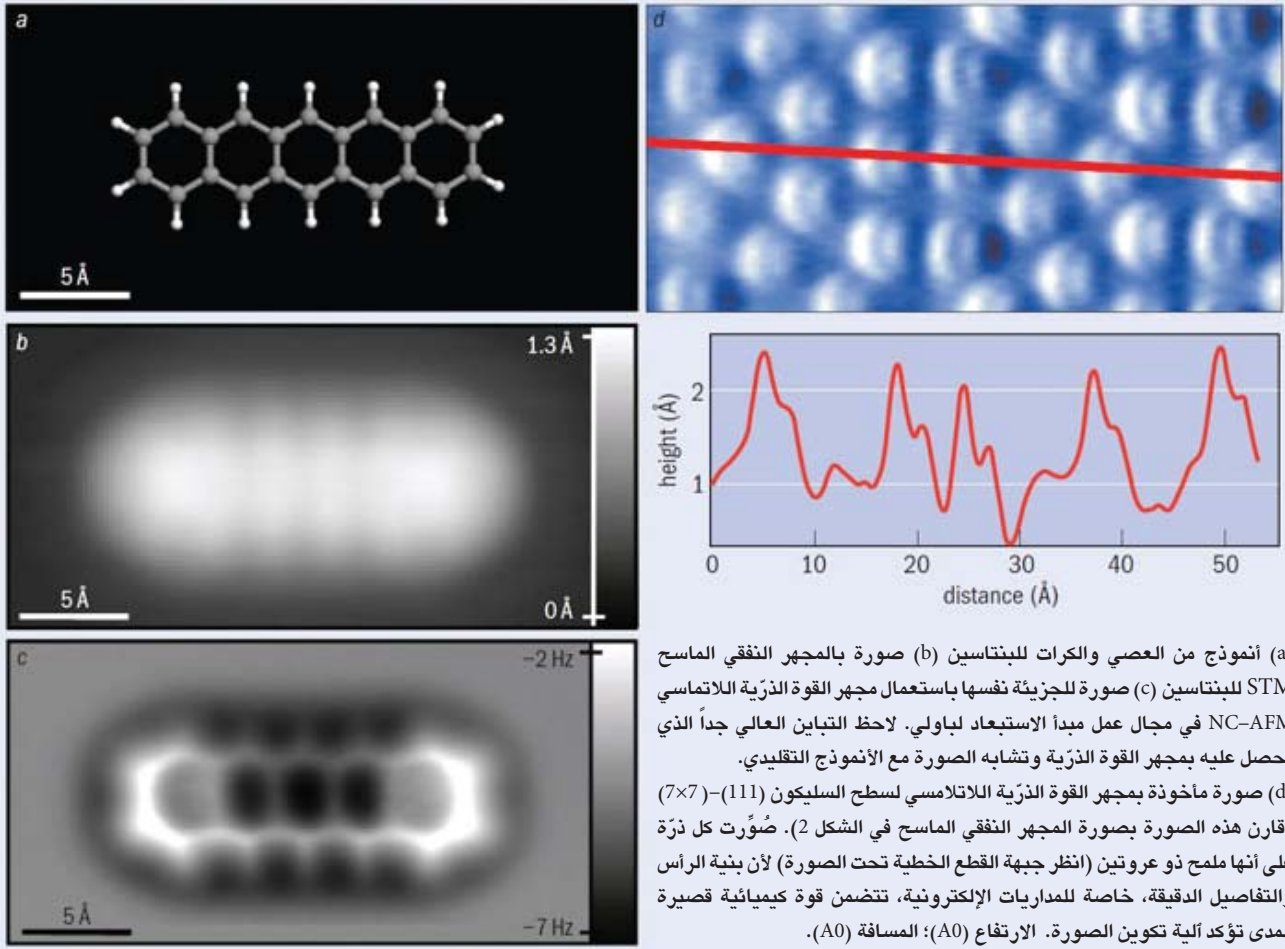 a
5 Å
b
1.3 Å
0 Å
5 Å
c
−2 Hz
−7 Hz
5 Å
d
height (Å)
2
1
0 10 20 30 40 50
distance (Å)
a) أنموذج من العصي والكرات للبنتاسين (b) صورة بالمجهر النفقي الماسح
STM للبنتاسين (c) صورة للجزيئة نفسها باستعمال مجهر القوة الذرّية اللاتماسي
NC–AFM في مجال عمل مبدأ الاستبعاد لباولي. لاحظ التباين العالي جداً الذي
حصل عليه بمجهر القوة الذرّية وتشابه الصورة مع الأنموذج التقليدي.
d) صورة مأخوذة بمجهر القوة الذرّية اللاتلامسي لسطح السليكون (111)–(7×7)
قارن هذه الصورة بصورة المجهر النفقي الماسح في الشكل 2). صُوِّرت كل ذرّة
على أنها ملمح ذو عروتين (انظر جبهة القطع الخطية تحت الصورة) لأن بنية الرأس
والتفاصيل الدقيقة، خاصة للمداريات الإلكترونية، تتضمن قوة كيميائية قصيرة
لمدى تؤكد آلية تكوين الصورة. الارتفاع (A0)؛ المسافة (A0).